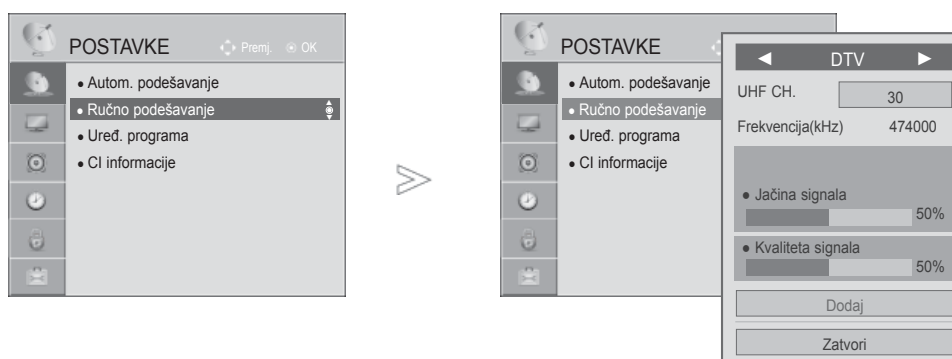 POSTAVKE
Premj. OK
• Autom. podešavanje
• Ručno podešavanje
• Uređ. programa
• CI informacije
POSTAVKE
• Autom. podešavanje
• Ručno podešavanje
• Uređ. programa
• CI informacije
◄ DTV ►
UHF CH. 30
Frekvencija(kHz) 474000
• Jačina signala
50%
• Kvaliteta signala
50%
Dodaj
Zatvori